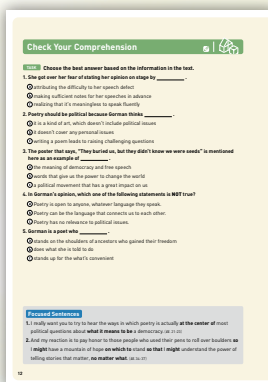 Check Your Comprehension
TASK Choose the best answer based on the information in the text.
1. She got over her fear of stating her opinion on stage by ________ .
ⓐ attributing the difficulty to her speech defect
ⓑ making sufficient notes for her speeches in advance
ⓒ realizing that it's meaningless to speak fluently
2. Poetry should be political because Gorman thinks ________ .
ⓐ it is a kind of art, which doesn't include political issues
ⓑ it doesn't cover any personal issues
ⓒ writing a poem leads to raising challenging questions
3. The poster that says, "They buried us, but they didn't know we were seeds" is mentioned
here as an example of ________ .
ⓐ the meaning of democracy and free speech
ⓑ words that give us the power to change the world
ⓒ a political movement that has a great impact on us
4. In Gorman's opinion, which one of the following statements is NOT true?
ⓐ Poetry is open to anyone, whatever language they speak.
ⓑ Poetry can be the language that connects us to each other.
ⓒ Poetry has no relevance to political issues.
5. Gorman is a poet who ________ .
ⓐ stands on the shoulders of ancestors who gained their freedom
ⓑ does what she is told to do
ⓒ stands up for what's convenient
Focused Sentences
1. I really want you to try to hear the ways in which poetry is actually at the center of most
political questions about what it means to be a democracy.
2. And my reaction is to pay honor to those people who used their pens to roll over boulders so
I might have a mountain of hope on which to stand so that I might understand the power of
telling stories that matter, no matter what.
12